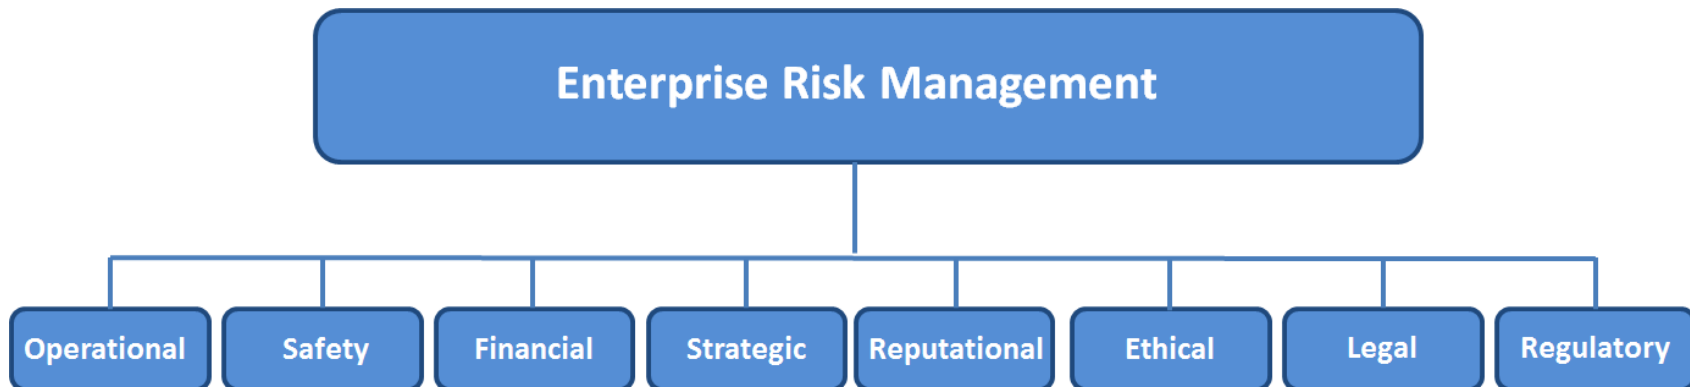 Enterprise Risk Management
Operational
Safety
Financial
Strategic
Reputational
Ethical
Legal
Regulatory